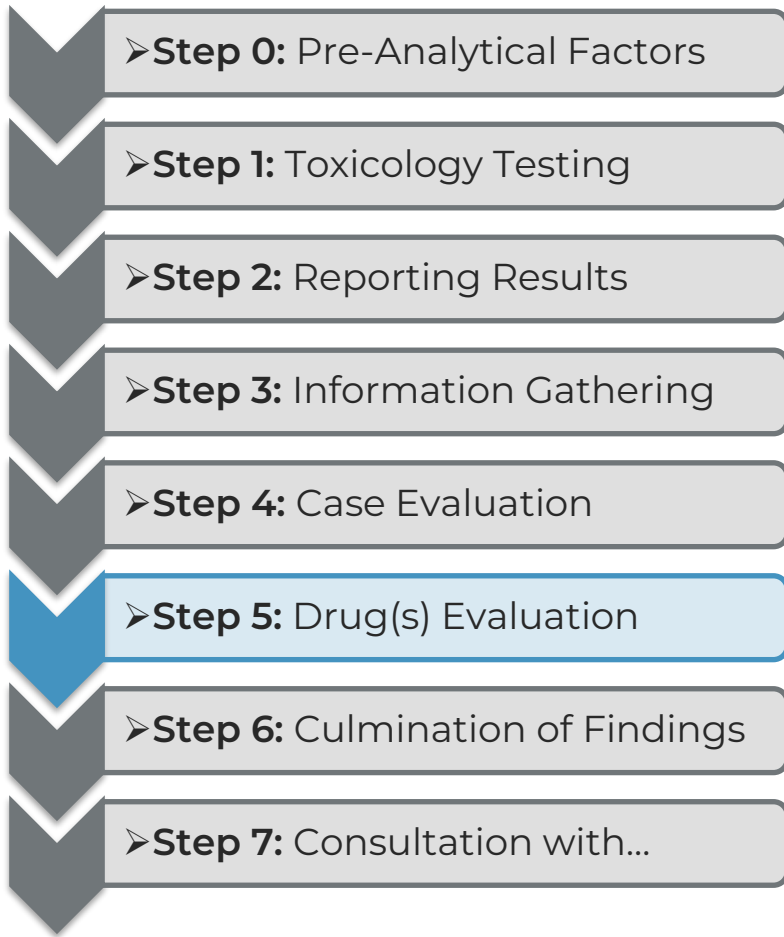 ➢Step 0: Pre-Analytical Factors
➢Step 1: Toxicology Testing
➢Step 2: Reporting Results
➢Step 3: Information Gathering
➢Step 4: Case Evaluation
➢Step 5: Drug(s) Evaluation
➢Step 6: Culmination of Findings
➢Step 7: Consultation with...